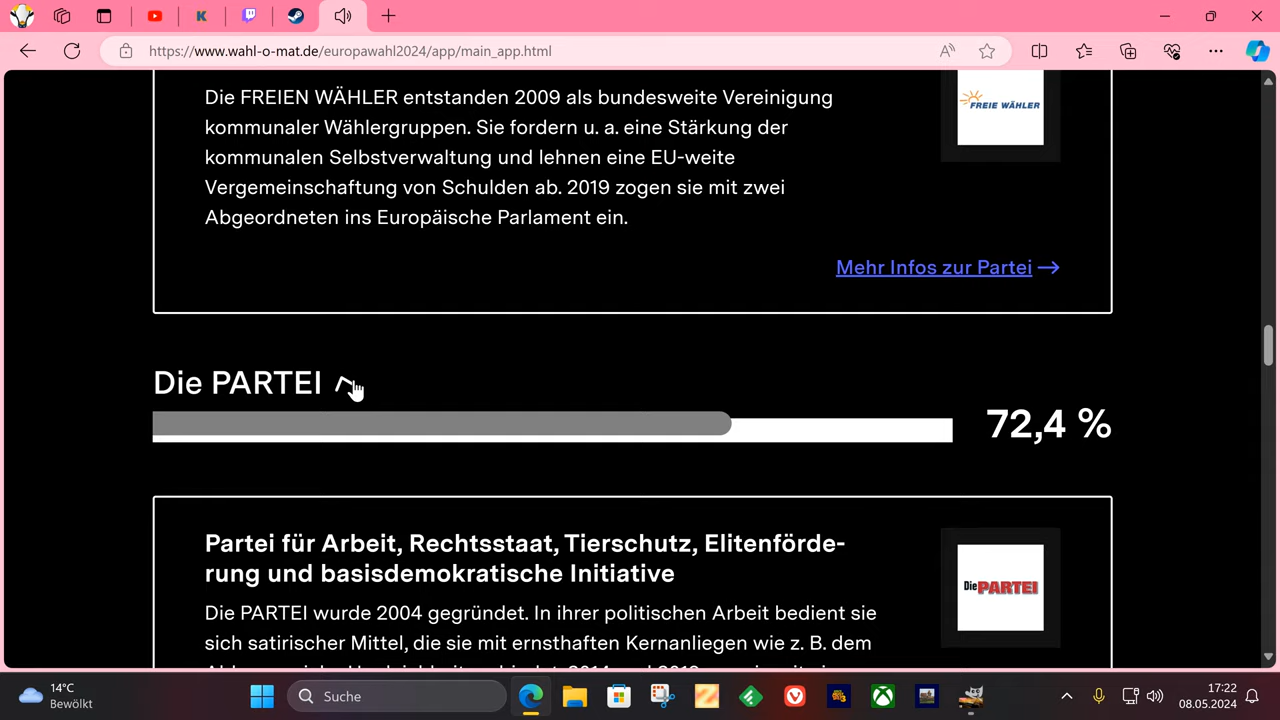 https://www.wahl-o-mat.de/europawahl2024/app/main_app.html
Die FREIEN WÄHLER entstanden 2009 als bundesweite Vereinigung
kommunaler Wählergruppen. Sie fordern u. a. eine Stärkung der
kommunalen Selbstverwaltung und lehnen eine EU-weite
Vergemeinschaftung von Schulden ab. 2019 zogen sie mit zwei
Abgeordneten ins Europäische Parlament ein.
FREIE WÄHLER
Mehr Infos zur Partei
Die PARTEI
72,4 %
Partei für Arbeit, Rechtsstaat, Tierschutz, Elitenförde-
rung und basisdemokratische Initiative
Die PARTEI
Die PARTEI wurde 2004 gegründet. In ihrer politischen Arbeit bedient sie
sich satirischer Mittel, die sie mit ernsthaften Kernanliegen wie z. B. dem
14°C
Bewölkt
Suche
17:22
08.05.2024